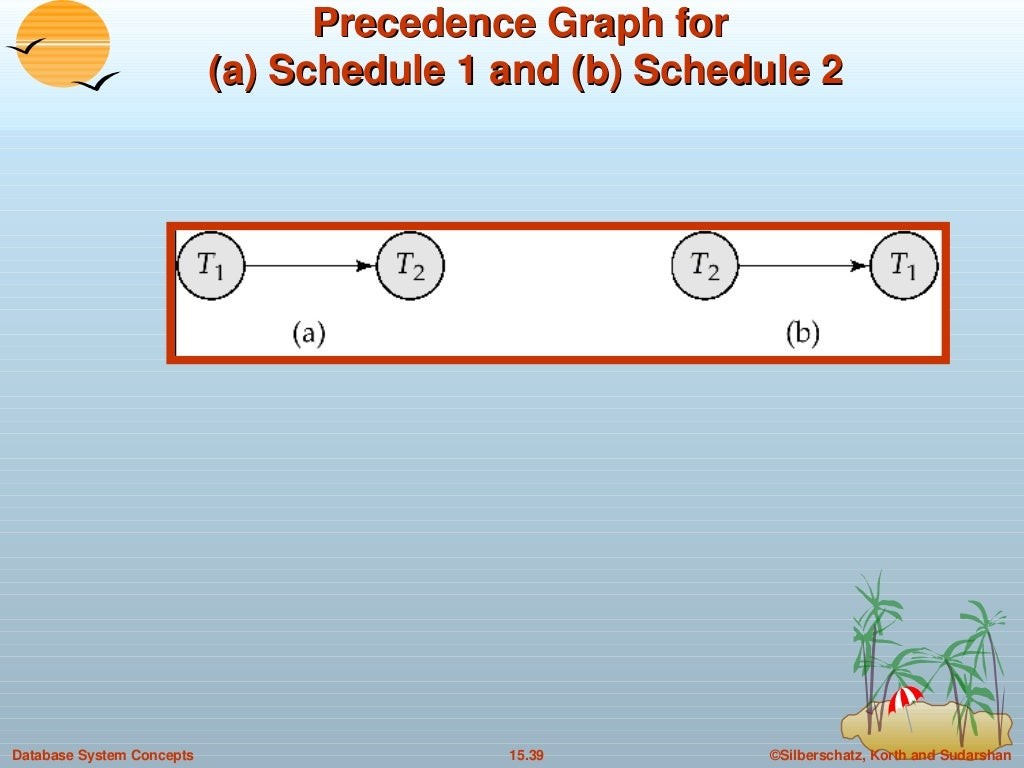 Precedence Graph for
(a) Schedule 1 and (b) Schedule 2
T1 T2 T2 T1
(a) (b)
Database System Concepts 15.39 ©Silberschatz, Korth and Sudarshan